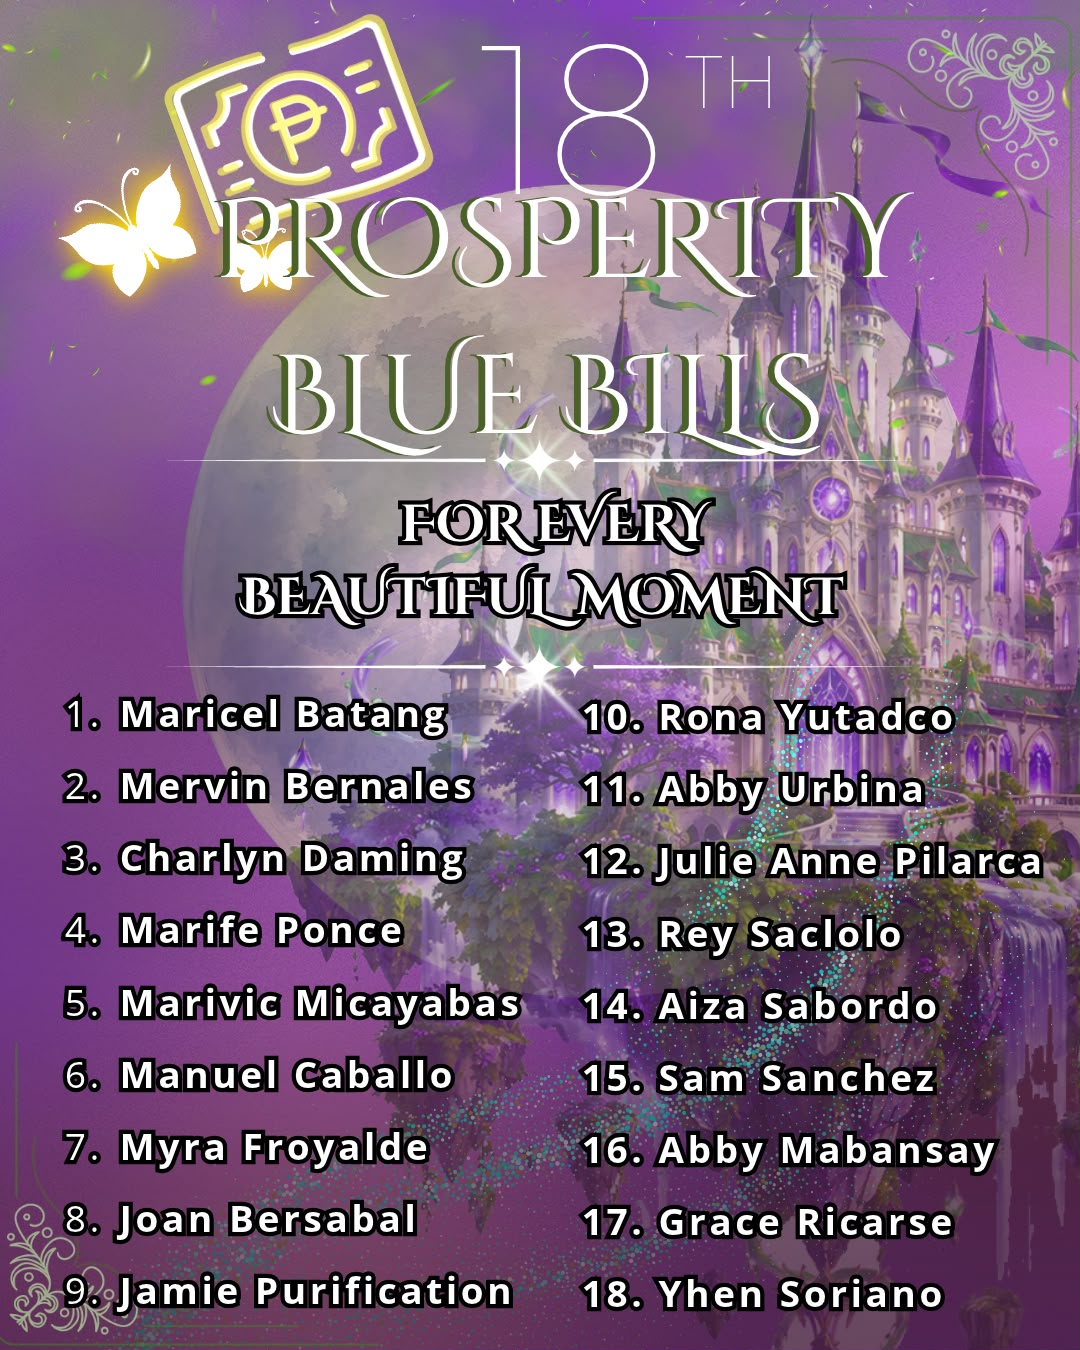 18TH
PROSPERITY
BLUE BILLS
FOR EVERY
BEAUTIFUL MOMENT
1. Maricel Batang
2. Mervin Bernales
3. Charlyn Daming
4. Marife Ponce
5. Marivic Micayabas
6. Manuel Caballo
7. Myra Froyalde
8. Joan Bersabal
9. Jamie Purification
10. Rona Yutadco
11. Abby Urbina
12. Julie Anne Pilarca
13. Rey Saclolo
14. Aiza Sabordo
15. Sam Sanchez
16. Abby Mabansay
17. Grace Ricarse
18. Yhen Soriano